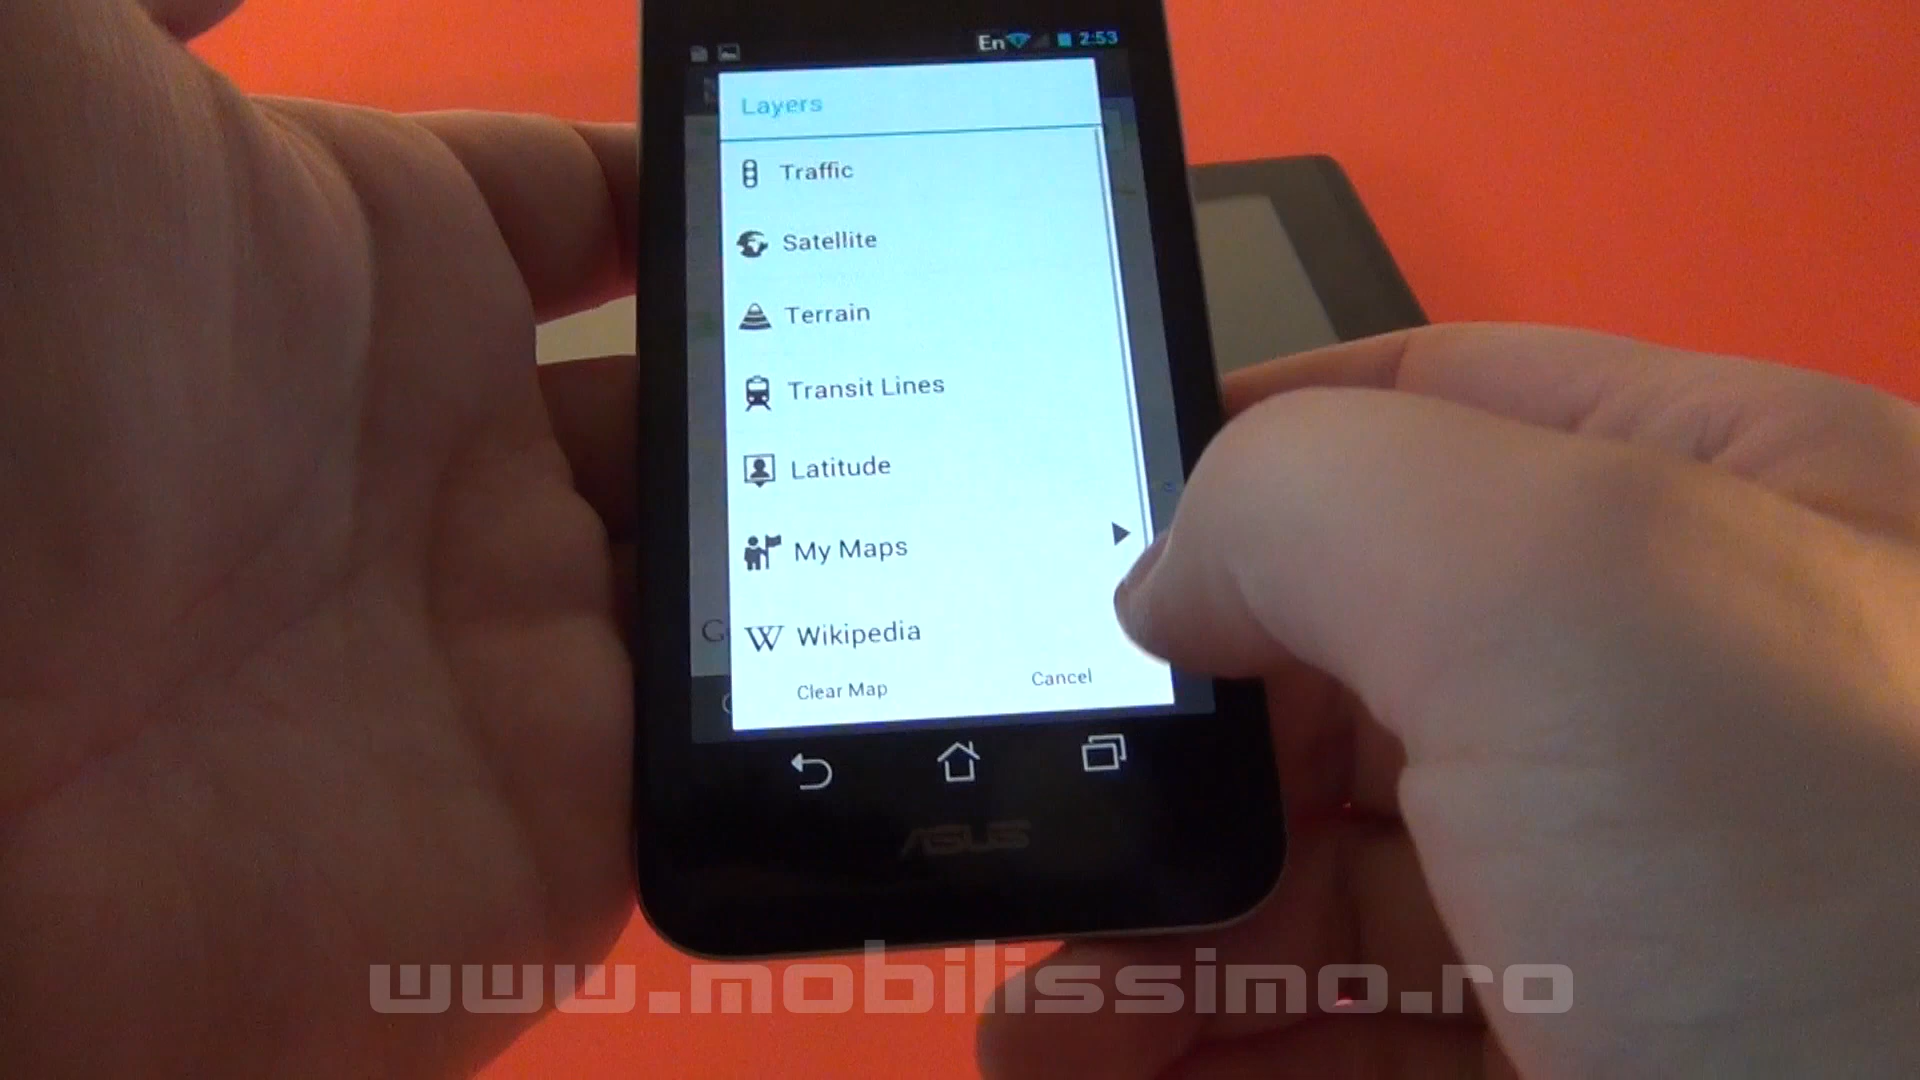 En 2:53
Layers
Traffic
Satellite
Terrain
Transit Lines
Latitude
My Maps
Wikipedia
Clear Map Cancel
ASUS
www.mobilissimo.ro